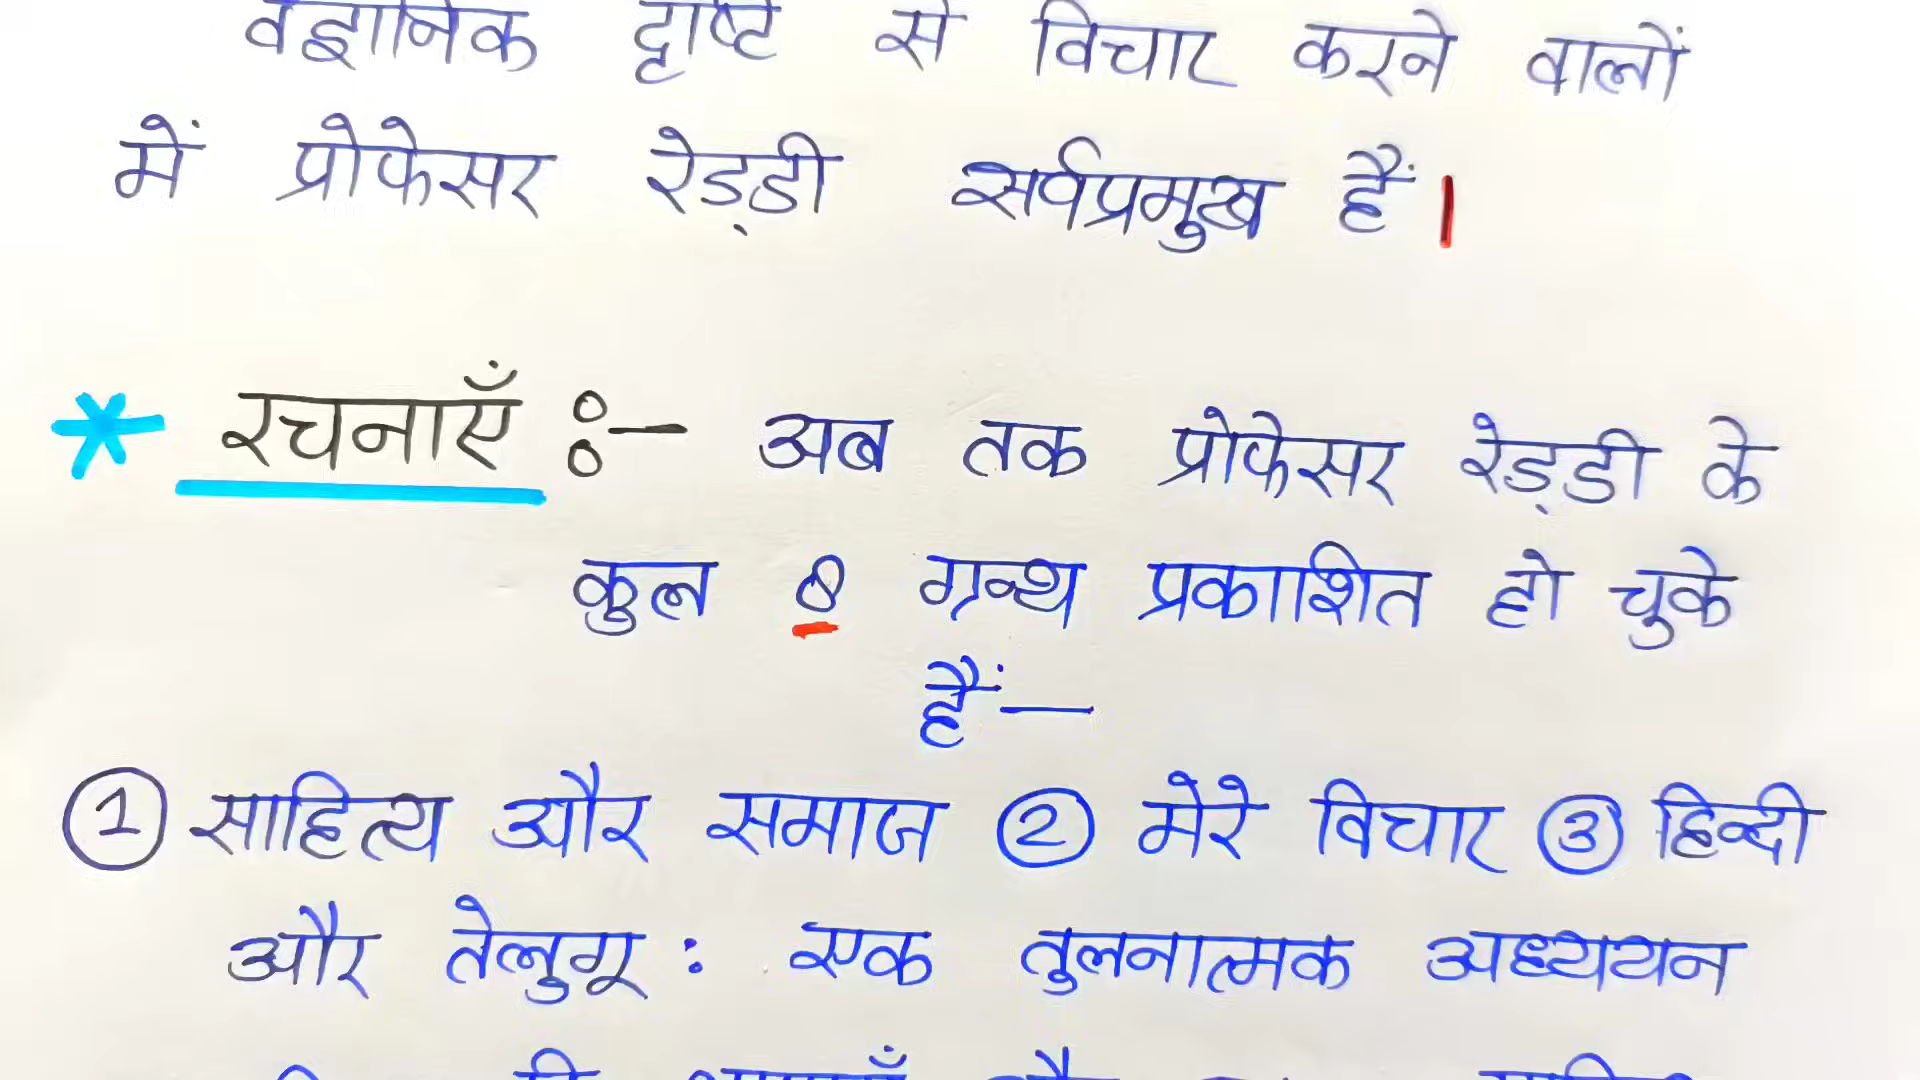 वैज्ञानिक दृष्टि से विचार करने वालों
में प्रोफेसर रेड्डी सर्वप्रमुख हैं।
* रचनाएँ :- अब तक प्रोफेसर रेड्डी के
कुल 8 ग्रन्थ प्रकाशित हो चुके
हैं—
① साहित्य और समाज ② मेरे विचार ③ हिन्दी
और तेलुगू : एक तुलनात्मक अध्ययन